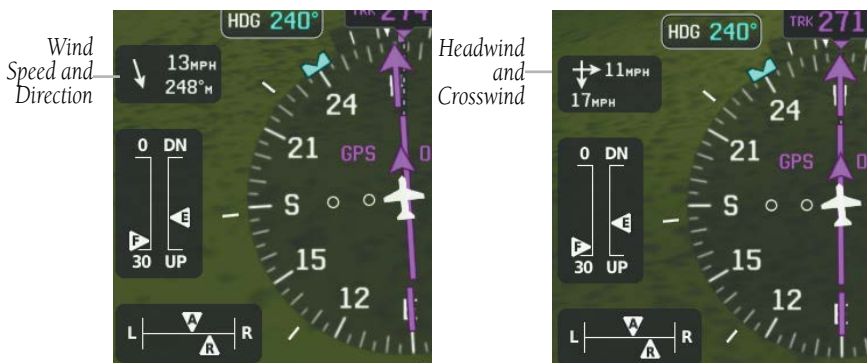 Wind
Speed and
Direction
HDG 240°
TRK 274
13MPH
248°M
24
21
GPS
S
15
12
0 DN
F
E
30 UP
L A R
R
Headwind
and
Crosswind
HDG 240°
TRK 271
11MPH
17MPH
24
21
GPS
S
15
12
0 DN
F
E
30 UP
L A R
R